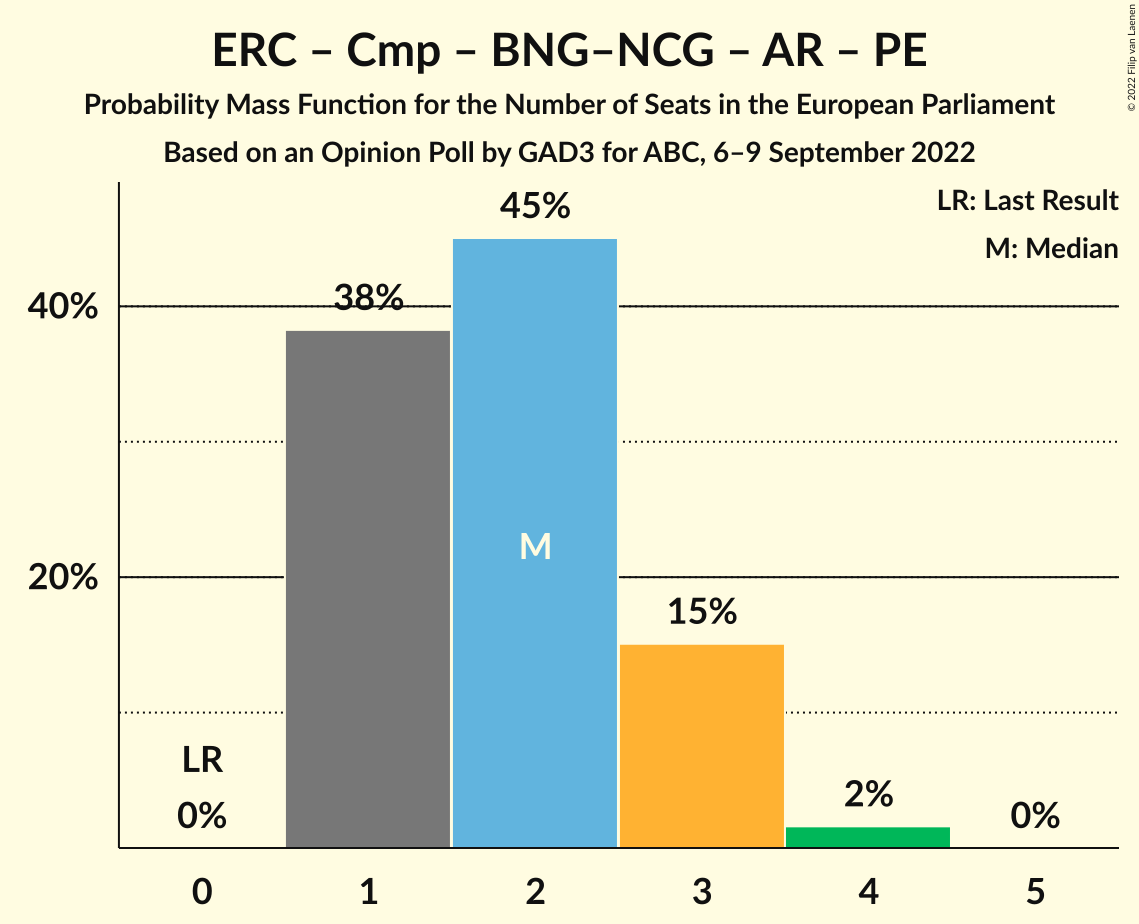 ERC – Cmp – BNG–NCG – AR – PE
Probability Mass Function for the Number of Seats in the European Parliament
Based on an Opinion Poll by GAD3 for ABC, 6–9 September 2022
© 2022 Filip van Laenen
LR: Last Result
M: Median
45%
38%
40%
M
20%
15%
LR
0%
2%
0%
0 1 2 3 4 5